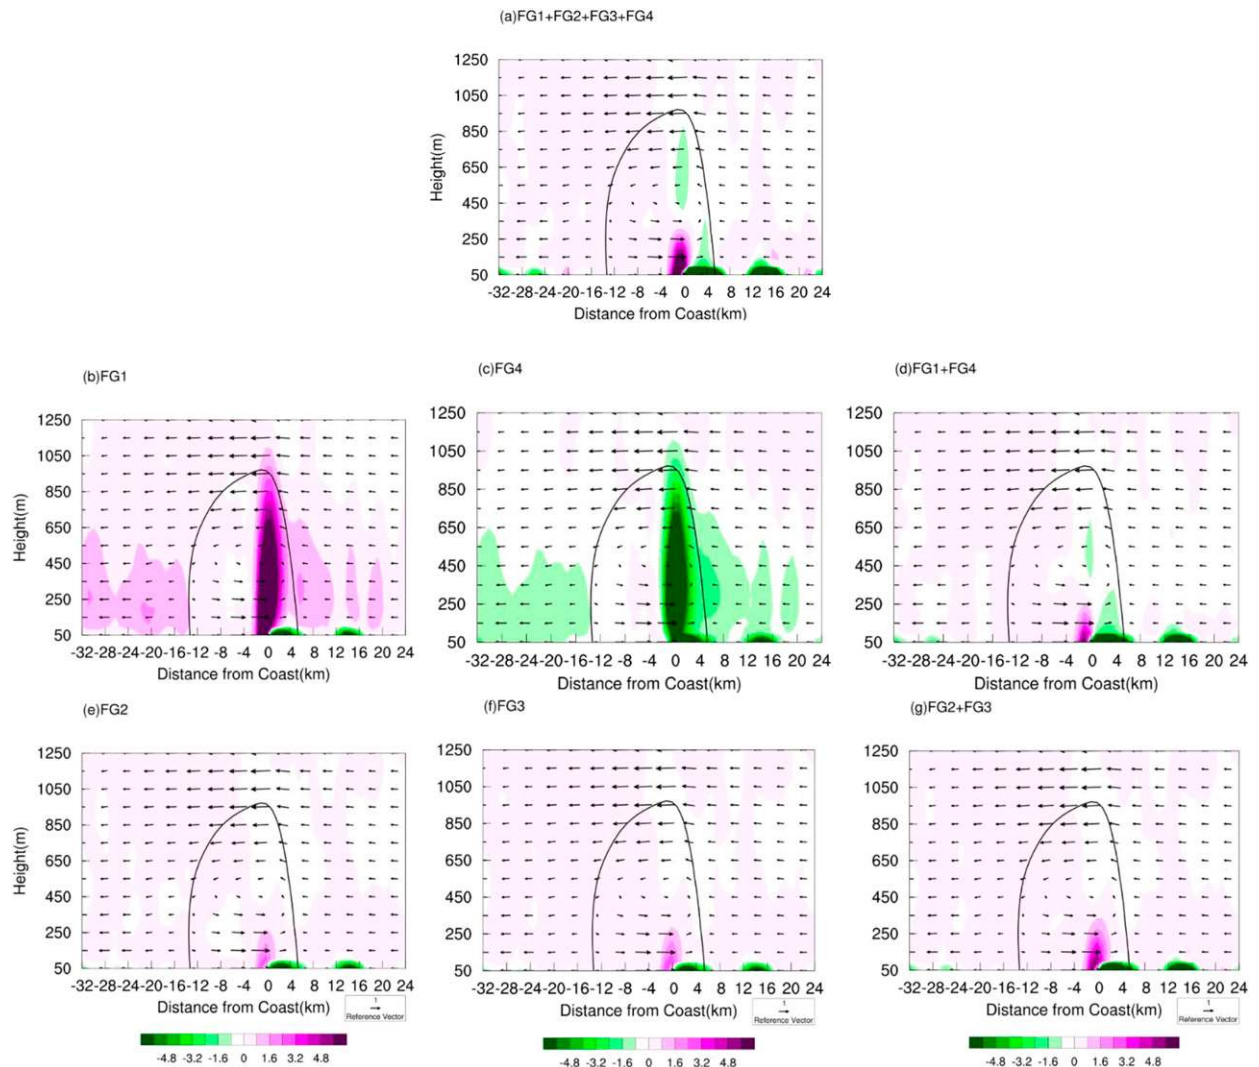 (a)FG1+FG2+FG3+FG4
1250
1050
850
650
450
250
50
Height(m)
-32-28-24-20-16-12 -8 -4 0 4 8 12 16 20 24
Distance from Coast(km)
(b)FG1
1250
1050
850
650
450
250
50
Height(m)
-32-28-24-20-16-12 -8 -4 0 4 8 12 16 20 24
Distance from Coast(km)
(c)FG4
1250
1050
850
650
450
250
50
-32-28-24-20-16-12 -8 -4 0 4 8 12 16 20 24
Distance from Coast(km)
(d)FG1+FG4
1250
1050
850
650
450
250
50
-32-28-24-20-16-12 -8 -4 0 4 8 12 16 20 24
Distance from Coast(km)
(e)FG2
1250
1050
850
650
450
250
50
Height(m)
-32-28-24-20-16-12 -8 -4 0 4 8 12 16 20 24
Distance from Coast(km)
1
Reference Vector
-4.8 -3.2 -1.6 0 1.6 3.2 4.8
(f)FG3
1250
1050
850
650
450
250
50
-32-28-24-20-16-12 -8 -4 0 4 8 12 16 20 24
Distance from Coast(km)
1
Reference Vector
-4.8 -3.2 -1.6 0 1.6 3.2 4.8
(g)FG2+FG3
1250
1050
850
650
450
250
50
-32-28-24-20-16-12 -8 -4 0 4 8 12 16 20 24
Distance from Coast(km)
1
Reference Vector
-4.8 -3.2 -1.6 0 1.6 3.2 4.8